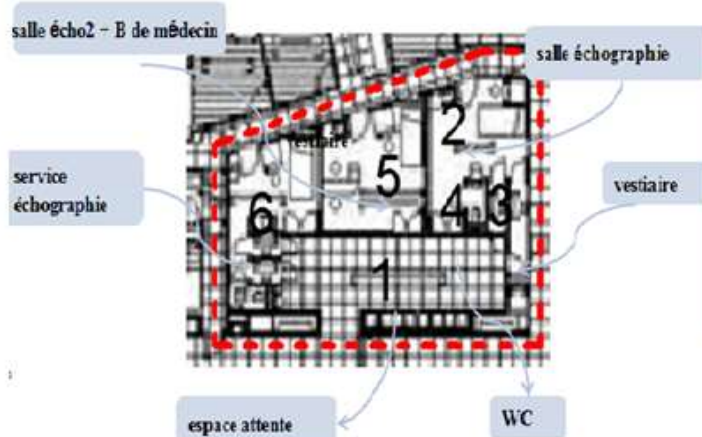 salle écho2 – B de médecin
salle échographie
2
vestiaire
5
service
échographie
vestiaire
4 3
6
1
espace attente
WC